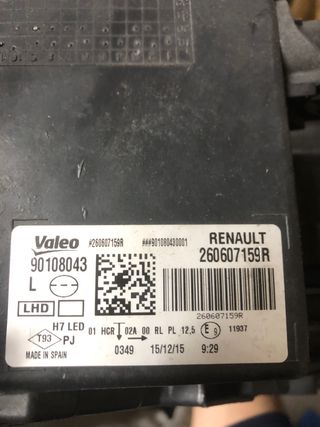 Valeo #260607159R ###901080430001 RENAULT
90108043 260607159R
L
LHD
260607159R
H7 LED 01 HCR 02A 00 RL PL 12,5 E9 11937
T93 PJ
MADE IN SPAIN 0349 15/12/15 9:29